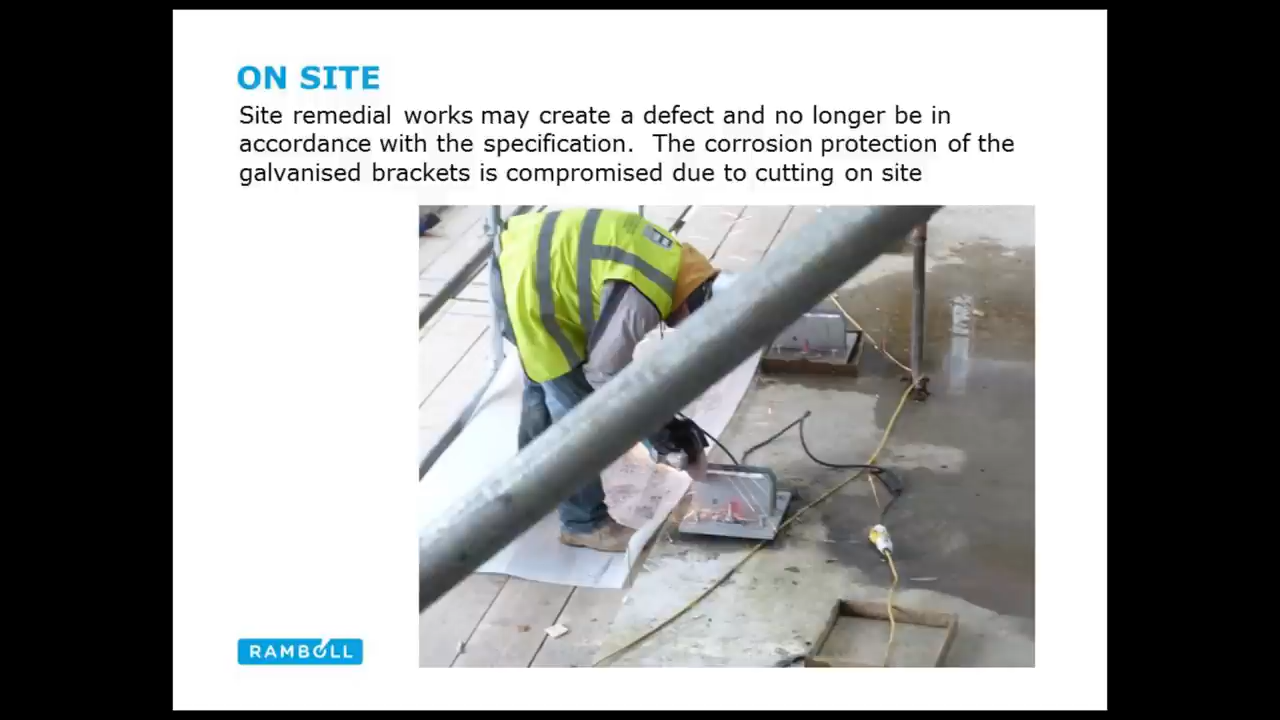 ON SITE
Site remedial works may create a defect and no longer be in
accordance with the specification.  The corrosion protection of the
galvanised brackets is compromised due to cutting on site
RAMBOLL